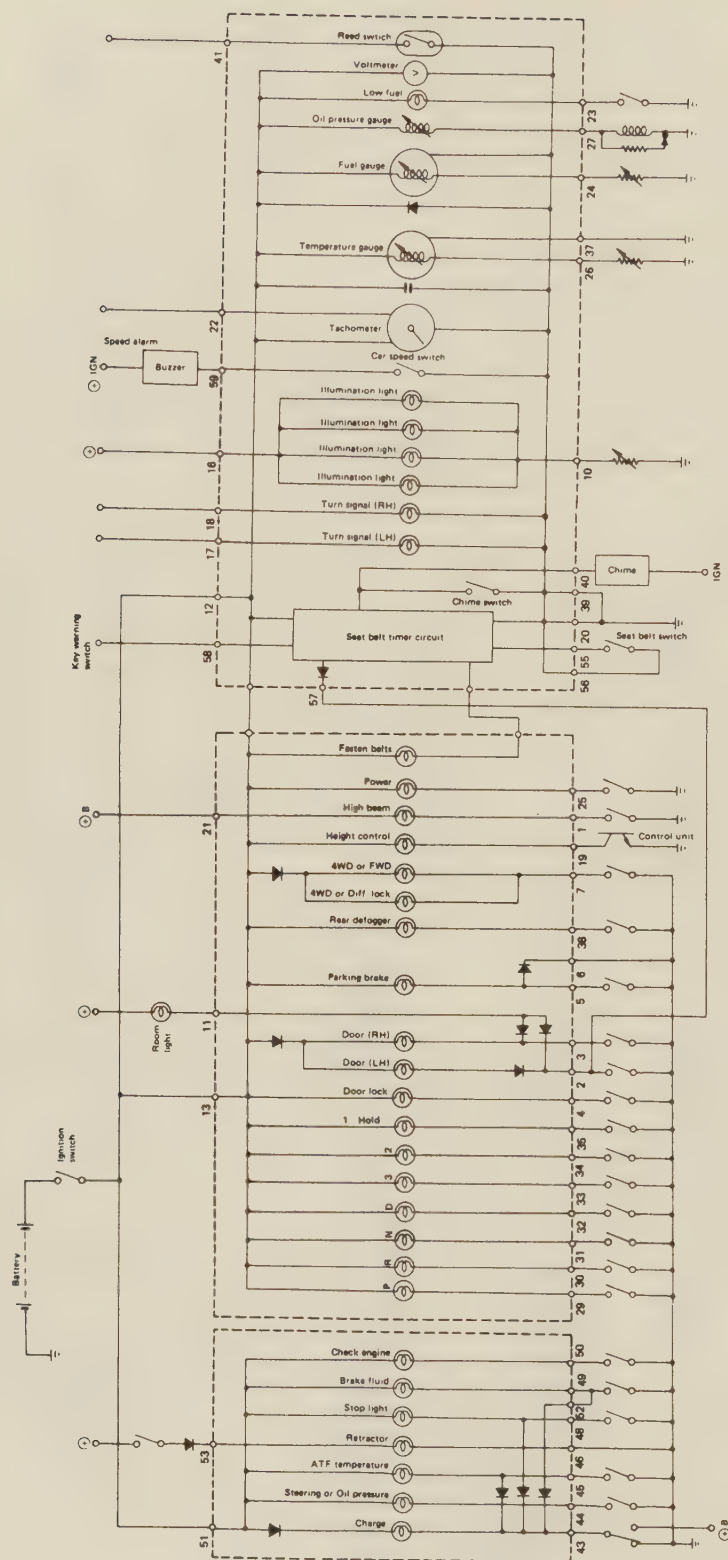 Reed swtich
41
Voltmeter
V
Low fuel
23
Oil pressure gauge
27
Fuel gauge
24
Temperature gauge
37
26
22
Tachometer
Speed alarm
IGN
Buzzer
59
Car speed switch
Illumination light
Illumination light
Illumination light
16
10
Illumination light
Turn signal (RH)
18
Turn signal (LH)
17
Chime
40
IGN
12
Chime switch
39
Key warning
switch
58
Seat belt timer circuit
20
Seat belt switch
55
56
57
Fasten belts
Power
25
B
High beam
21
1
Control unit
Height control
19
4WD or FWD
7
4WD or Diff lock
Rear defogger
38
6
Parking brake
5
Room
light
11
Door (RH)
3
Door (LH)
2
13
Door lock
4
1 Hold
35
Ignition
switch
2
34
3
33
D
32
Battery
N
31
R
30
P
29
Check engine
50
Brake fluid
49
52
Stop light
48
53
Retractor
46
ATF temperature
45
Steering or Oil pressure
44
51
Charge
43
B